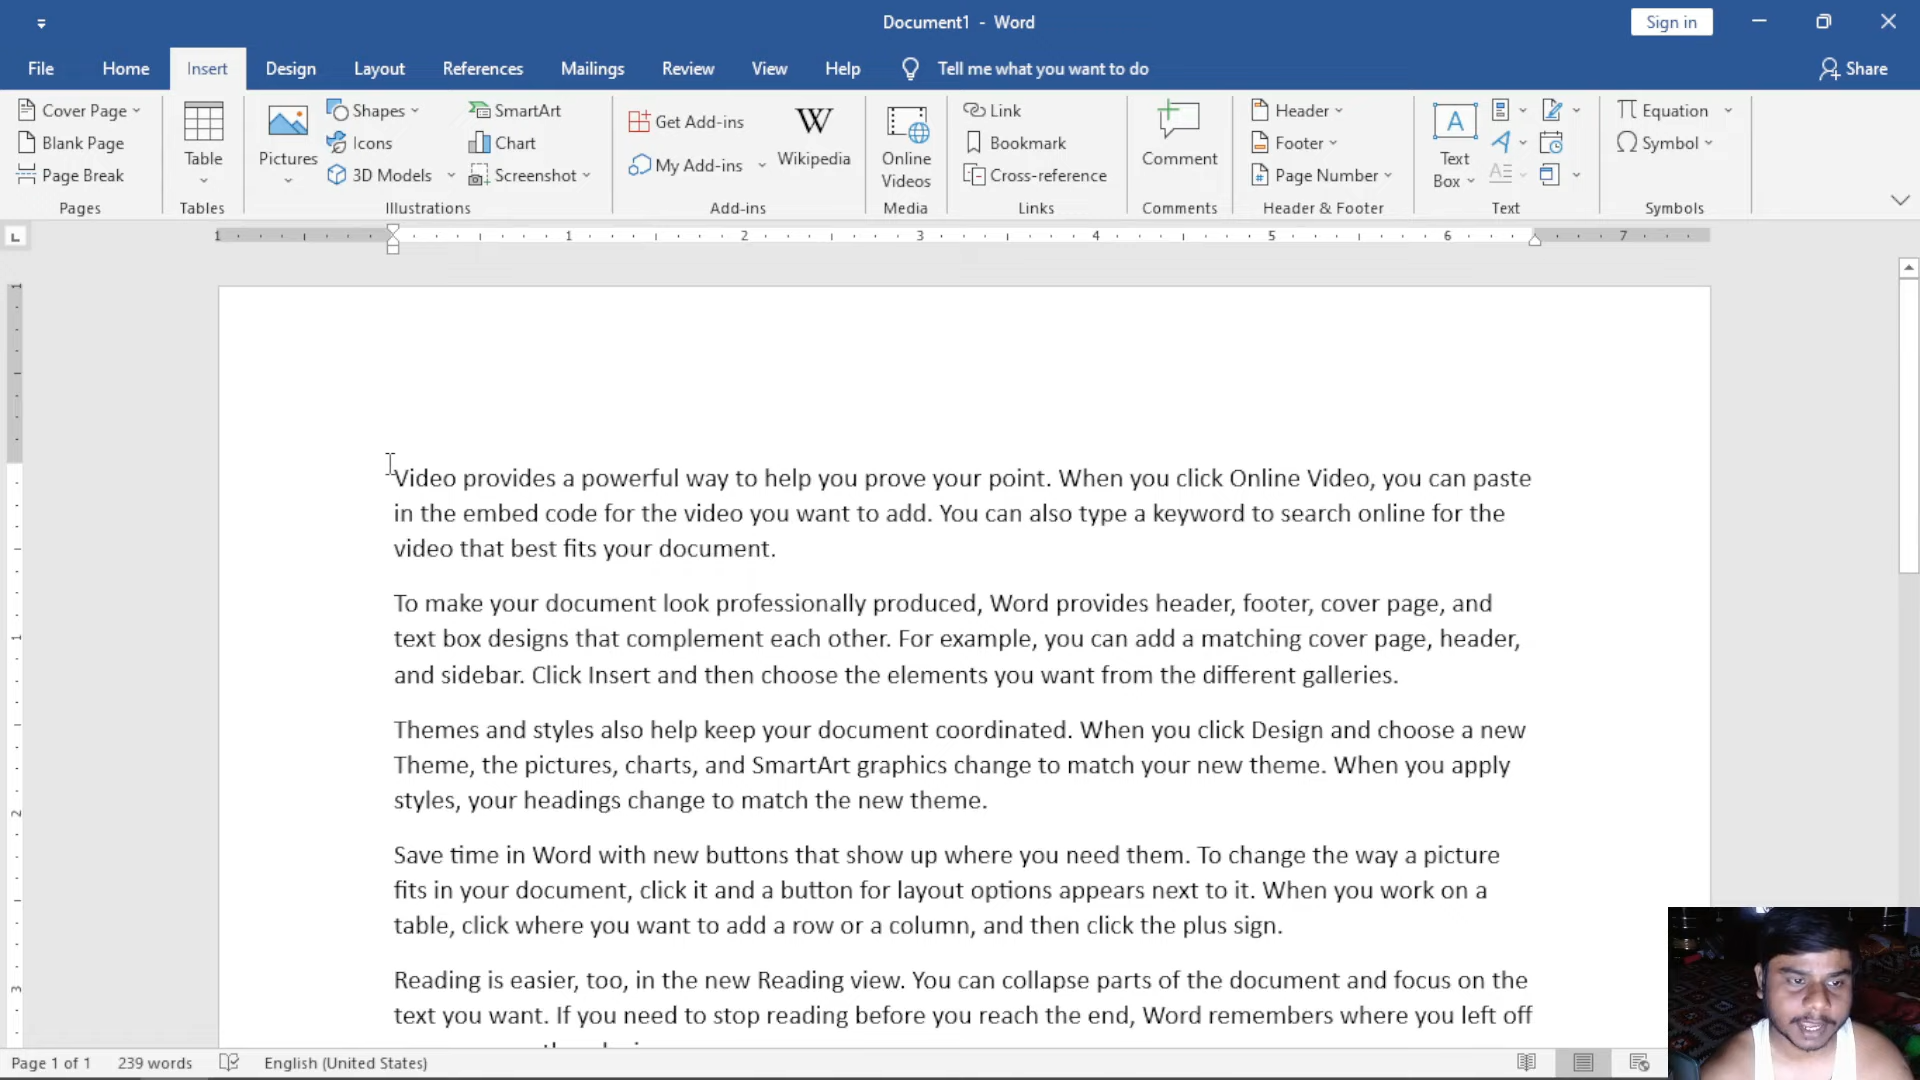 Document1 - Word
Sign in
File Home Insert Design Layout References Mailings Review View Help Tell me what you want to do Share
Cover Page
Blank Page
Page Break
Pages
Table
Tables
Pictures
Shapes
Icons
3D Models
SmartArt
Chart
Screenshot
Illustrations
Get Add-ins
My Add-ins
W
Wikipedia
Add-ins
Online
Videos
Media
Link
Bookmark
Cross-reference
Links
Comment
Comments
Header
Footer
Page Number
Header & Footer
A
Text
Box
Text
Equation
Symbol
Symbols
1 1 2 3 4 5 6 7
1
1
2
3
Video provides a powerful way to help you prove your point. When you click Online Video, you can paste
in the embed code for the video you want to add. You can also type a keyword to search online for the
video that best fits your document.
To make your document look professionally produced, Word provides header, footer, cover page, and
text box designs that complement each other. For example, you can add a matching cover page, header,
and sidebar. Click Insert and then choose the elements you want from the different galleries.
Themes and styles also help keep your document coordinated. When you click Design and choose a new
Theme, the pictures, charts, and SmartArt graphics change to match your new theme. When you apply
styles, your headings change to match the new theme.
Save time in Word with new buttons that show up where you need them. To change the way a picture
fits in your document, click it and a button for layout options appears next to it. When you work on a
table, click where you want to add a row or a column, and then click the plus sign.
Reading is easier, too, in the new Reading view. You can collapse parts of the document and focus on the
text you want. If you need to stop reading before you reach the end, Word remembers where you left off
Page 1 of 1 239 words English (United States)